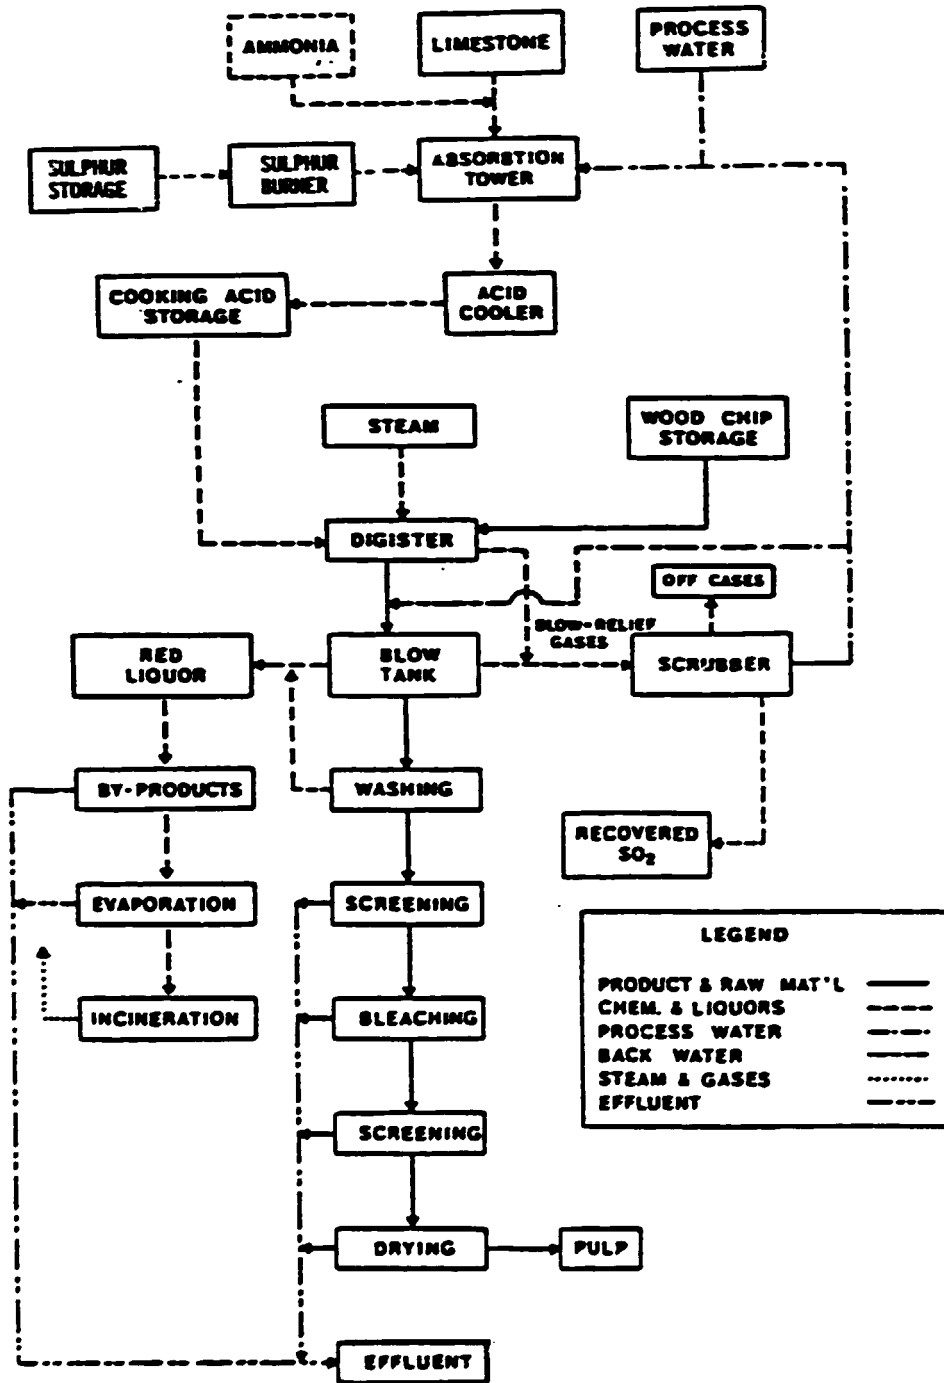 AMMONIA
LIMESTONE
PROCESS
WATER
SULPHUR
STORAGE
SULPHUR
BURNER
ABSORBTION
TOWER
COOKING ACID
STORAGE
ACID
COOLER
STEAM
WOOD CHIP
STORAGE
DIGISTER
OFF CASES
BLOW-RELIEF
GASES
RED
LIQUOR
BLOW
TANK
SCRUBBER
BY-PRODUCTS
WASHING
RECOVERED
SO₂
EVAPORATION
SCREENING
INCINERATION
BLEACHING
SCREENING
DRYING
PULP
EFFLUENT
LEGEND
PRODUCT & RAW MAT'L
CHEM. & LIQUORS
PROCESS WATER
BACK WATER
STEAM & GASES
EFFLUENT